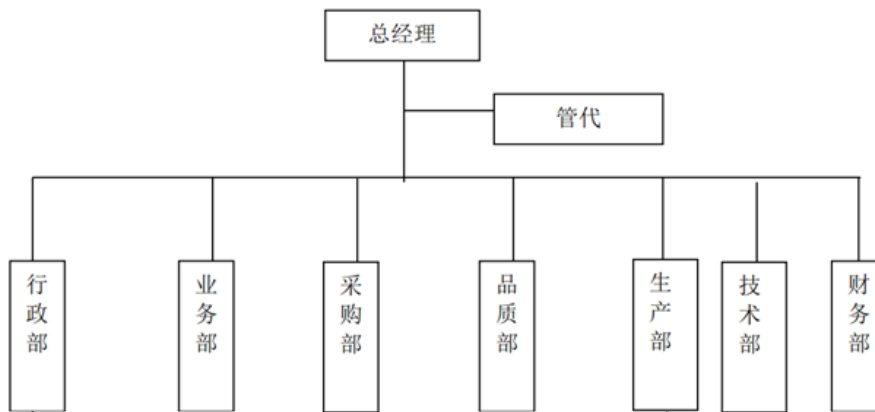 总经理
管代
行政部
业务部
采购部
品质部
生产部
技术部
财务部